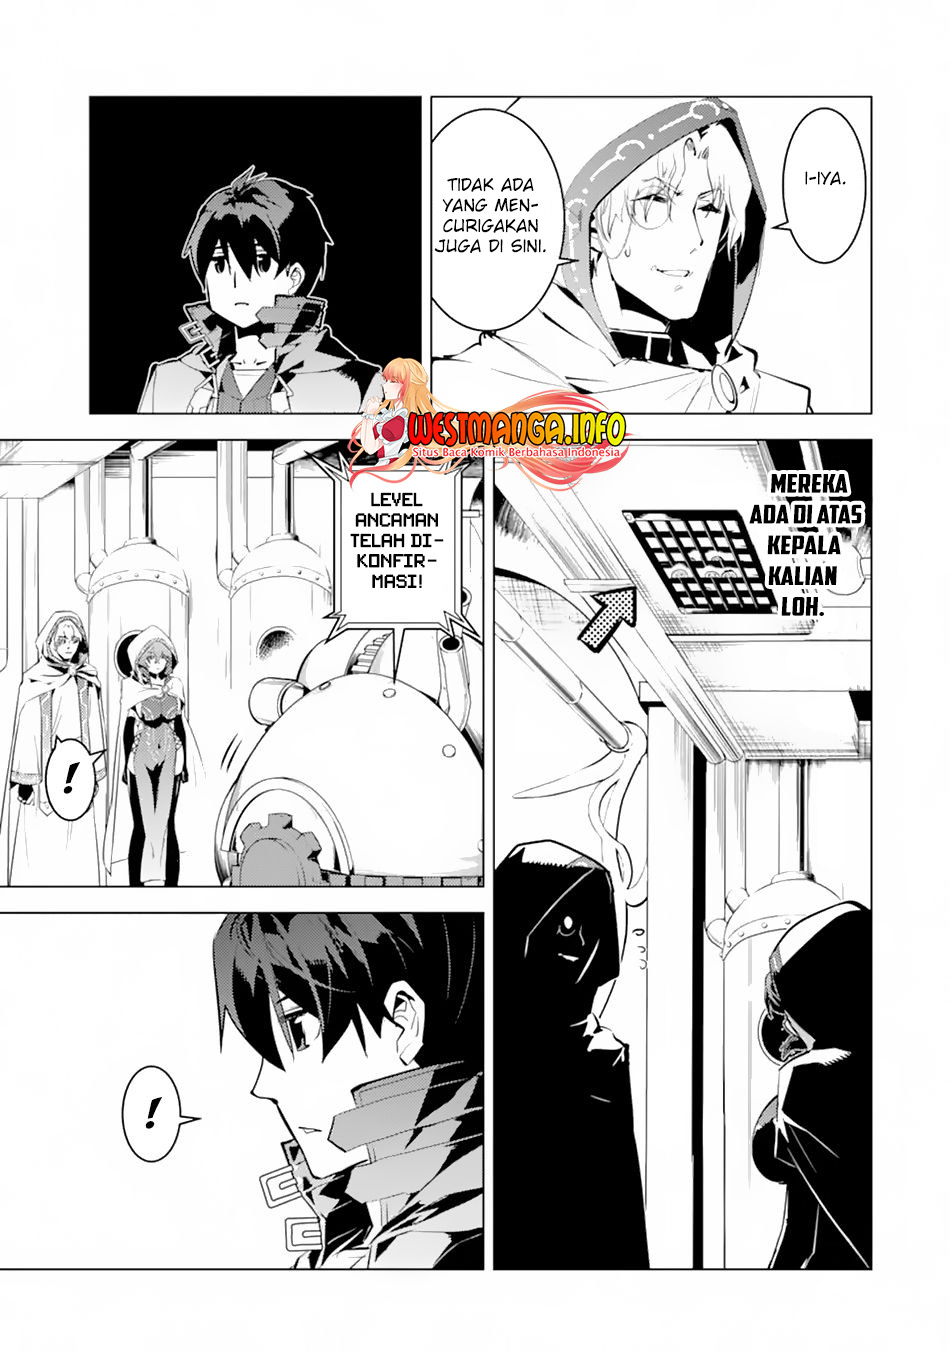 I-IYA.
TIDAK ADA
YANG MEN-
CURIGAKAN
JUGA DI SINI.
WESTMANGA.INFO
Situs Baca Komik Berbahasa Indonesia
MEREKA
ADA DI ATAS
KEPALA
KALIAN
LOH.
LEVEL
ANCAMAN
TELAH DI-
KONFIR-
MASI!
!
!